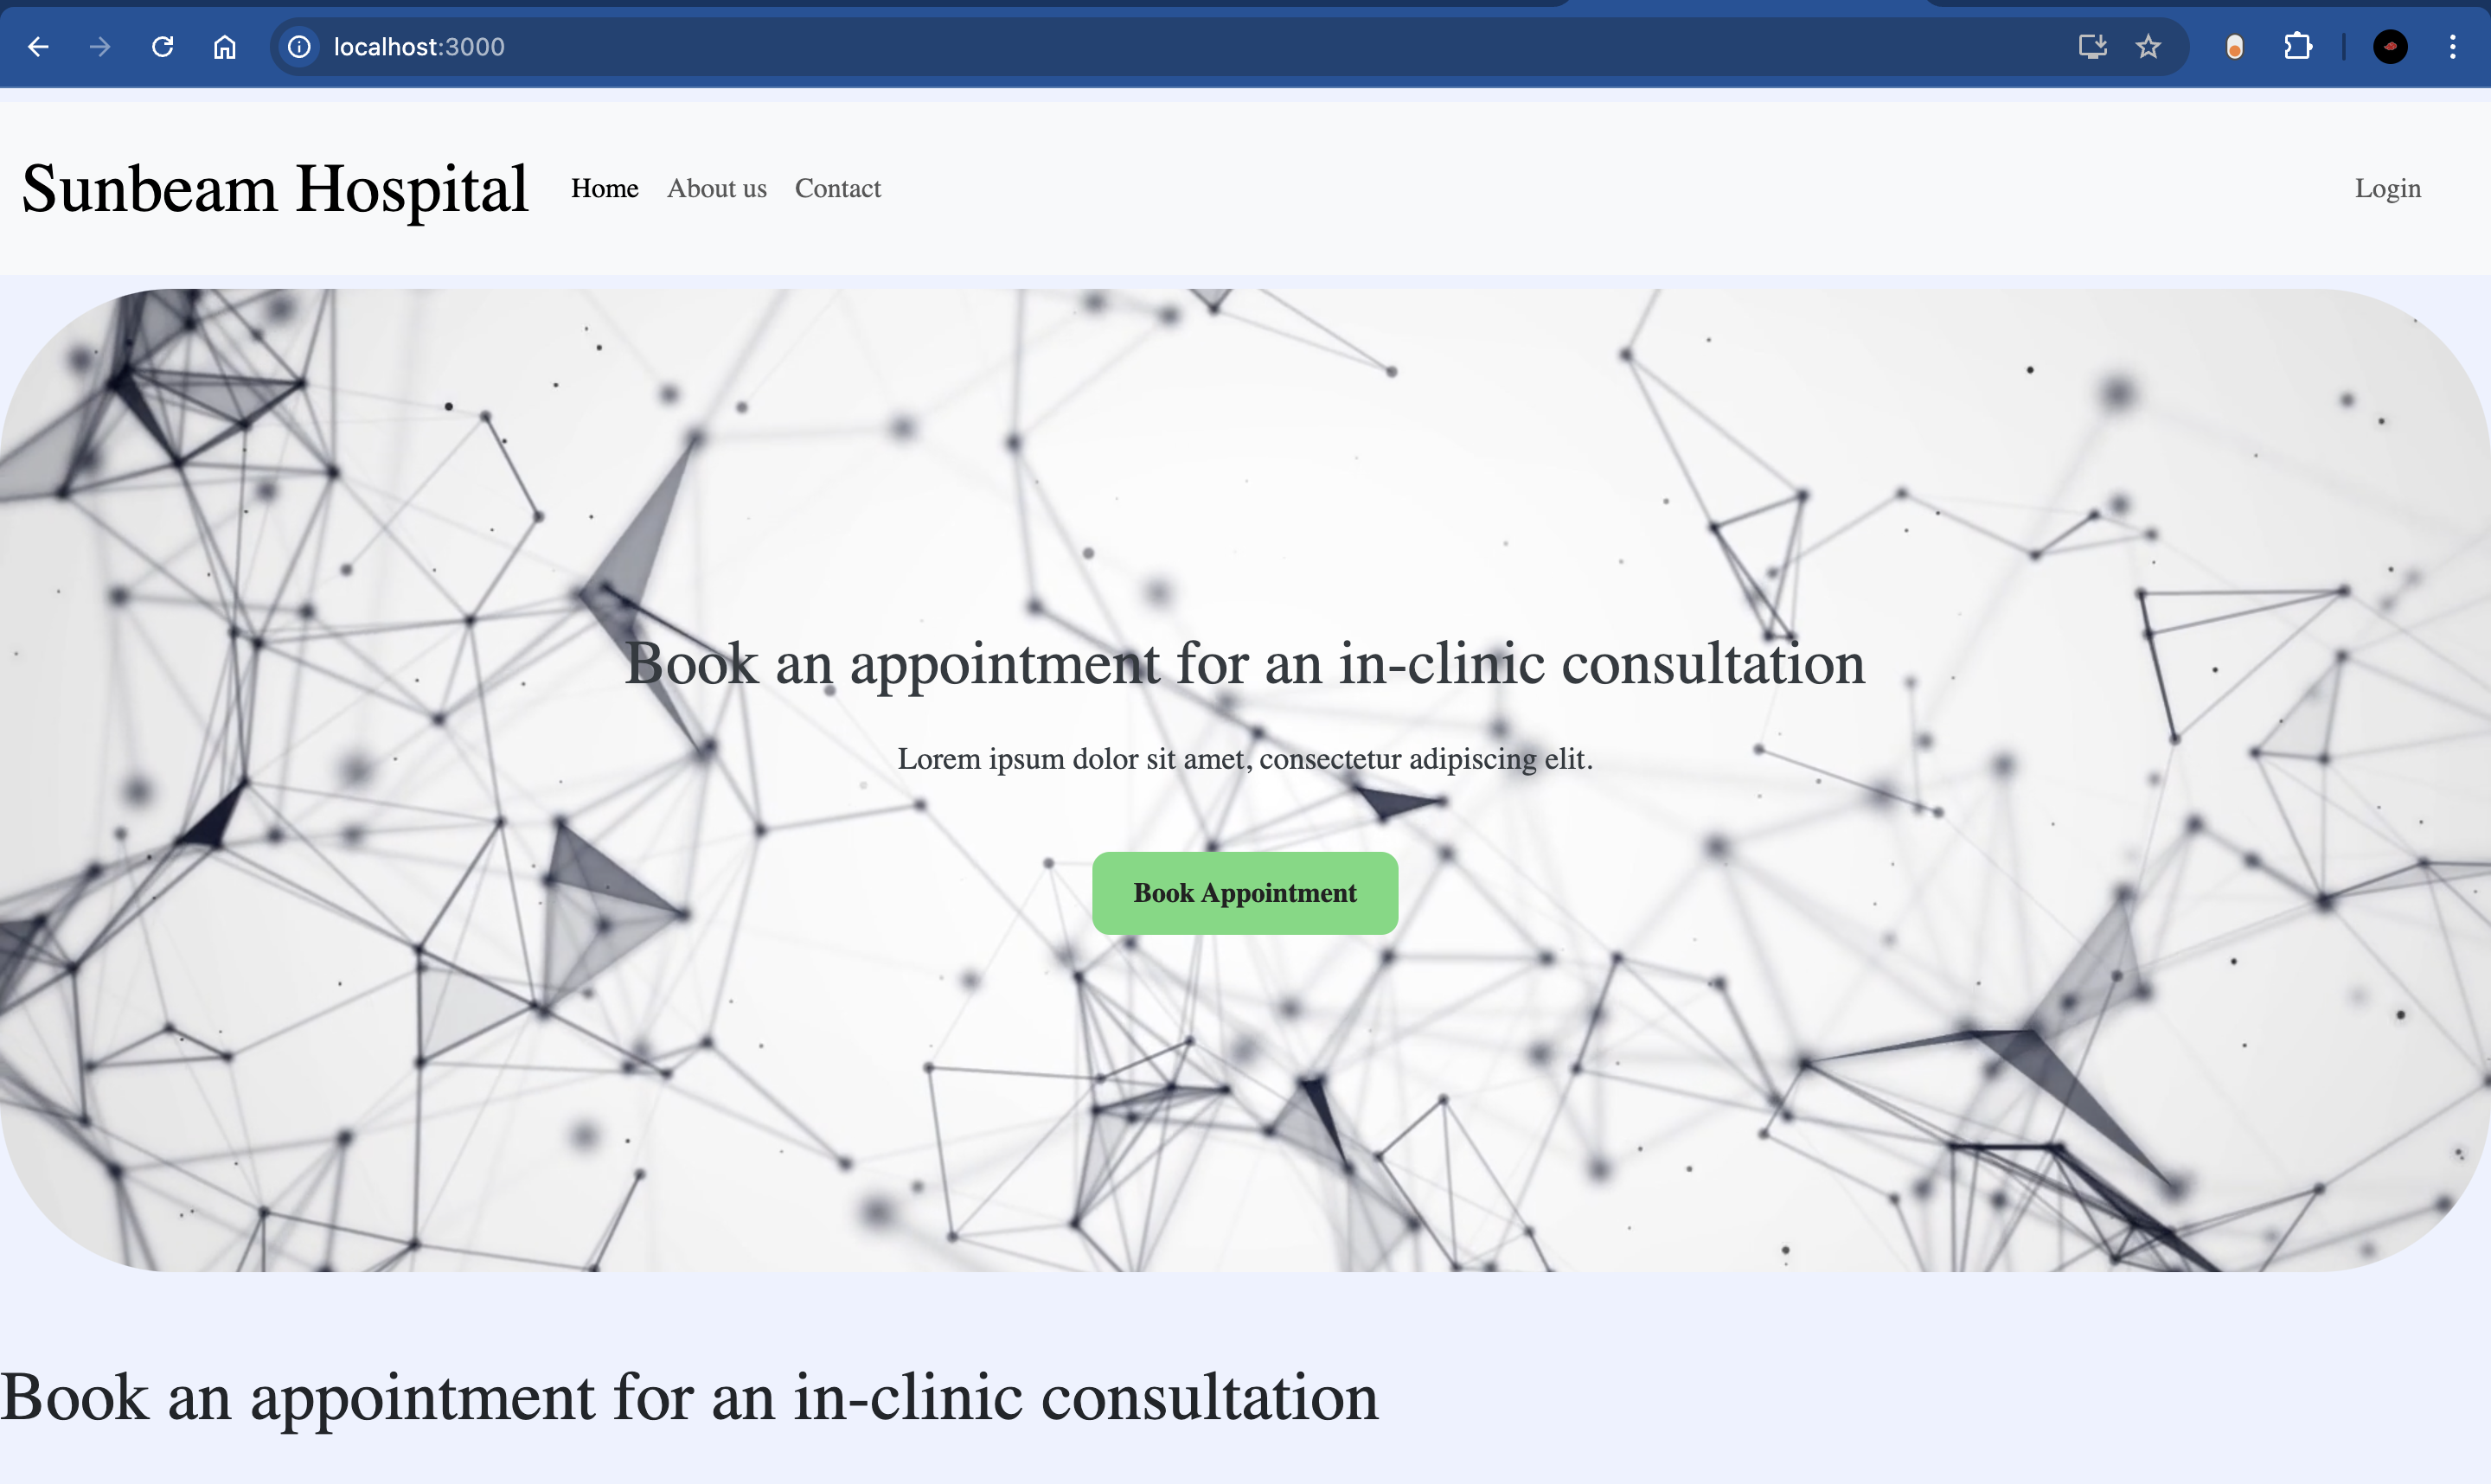 localhost:3000
Sunbeam Hospital Home About us Contact Login
Book an appointment for an in-clinic consultation
Lorem ipsum dolor sit amet, consectetur adipiscing elit.
Book Appointment
Book an appointment for an in-clinic consultation